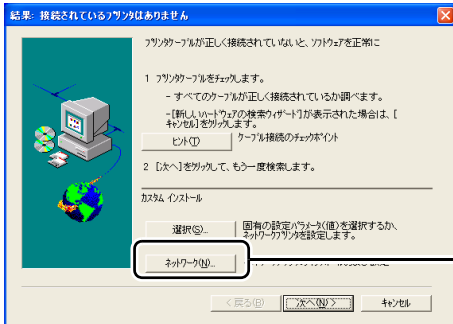 結果: 接続されているプリンタはありません
プリンタケーブルが正しく接続されていないと、ソフトウェアを正常に
1 プリンタケーブルをチェックします。
- すべてのケーブルが正しく接続されているか調べます。
-[新しいハードウェアの検索ウィザード]が表示された場合は、[
キャンセル]をクリックします。
ヒント(T) ケーブル接続のチェックポイント
2 [次へ]をクリックして、もう一度検索します。
カスタム インストール
選択(S)... 固有の設定パラメータ(値)を選択するか、
ネットワークプリンタを設定します。
ネットワーク(N)...
< 戻る(B) 次へ(N) > キャンセル